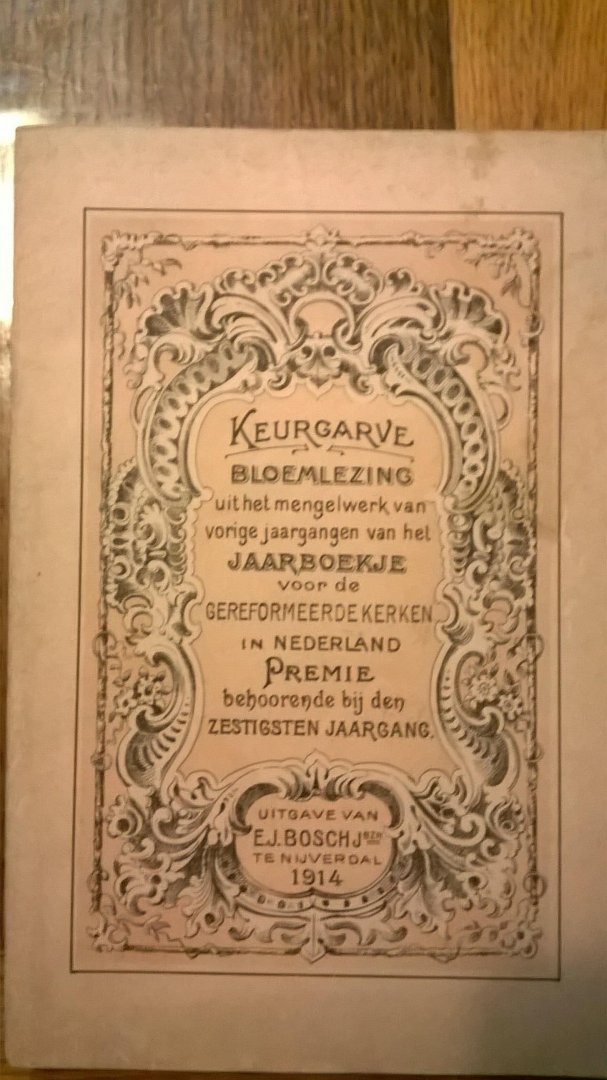 KEURGARVE
BLOEMLEZING
uit het mengelwerk van
vorige jaargangen van het
JAARBOEKJE
voor de
GEREFORMEERDE KERKEN
IN NEDERLAND
PREMIE
behoorende bij den
ZESTIGSTEN JAARGANG.
UITGAVE VAN
E.J. BOSCH JBZN
TE NIJVERDAL
1914